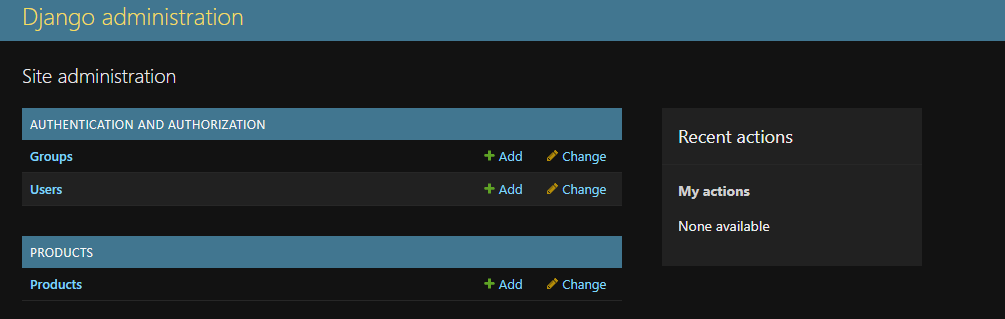 Django administration
Site administration
AUTHENTICATION AND AUTHORIZATION
Groups Add Change
Users Add Change
PRODUCTS
Products Add Change
Recent actions
My actions
None available